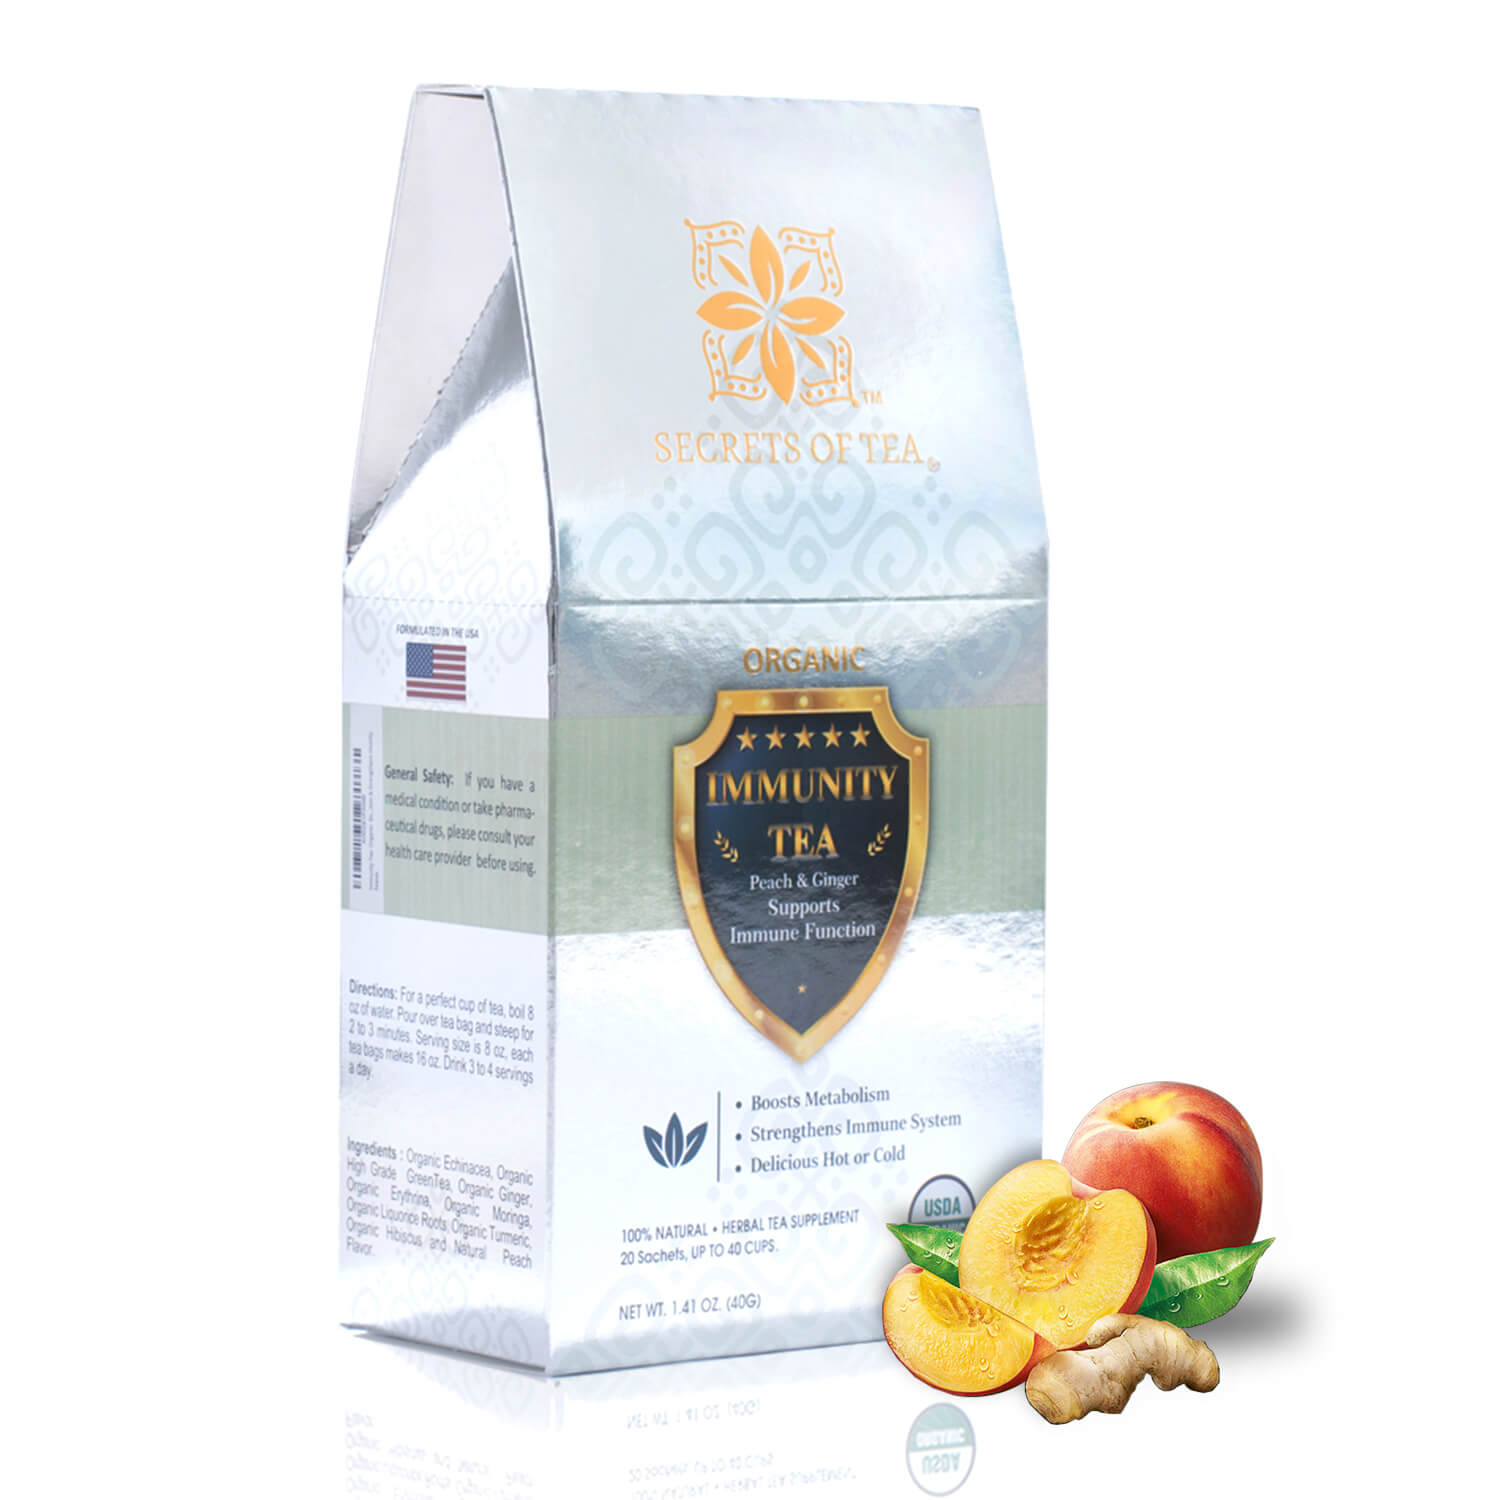 TM
SECRETS OF TEA®
ORGANIC
IMMUNITY
TEA
Peach & Ginger
Supports
Immune Function
• Boosts Metabolism
• Strengthens Immune System
• Delicious Hot or Cold
100% NATURAL • HERBAL TEA SUPPLEMENT
20 Sachets, UP TO 40 CUPS.
NET WT. 1.41 OZ. (40G)
USDA
FORMULATED IN THE USA
General Safety: If you have a
medical condition or take pharma-
ceutical drugs, please consult your
health care provider before using.
Directions: For a perfect cup of tea, boil 8
oz of water. Pour over tea bag and steep for
2 to 3 minutes. Serving size is 8 oz, each
tea bags makes 16 oz. Drink 3 to 4 servings
a day.
Ingredients : Organic Echinacea, Organic
High Grade GreenTea, Organic Ginger,
Organic Erythrina, Organic Moringa,
Organic Liquorice Roots, Organic Turmeric,
Organic Hibiscus and Natural Peach
Flavor.